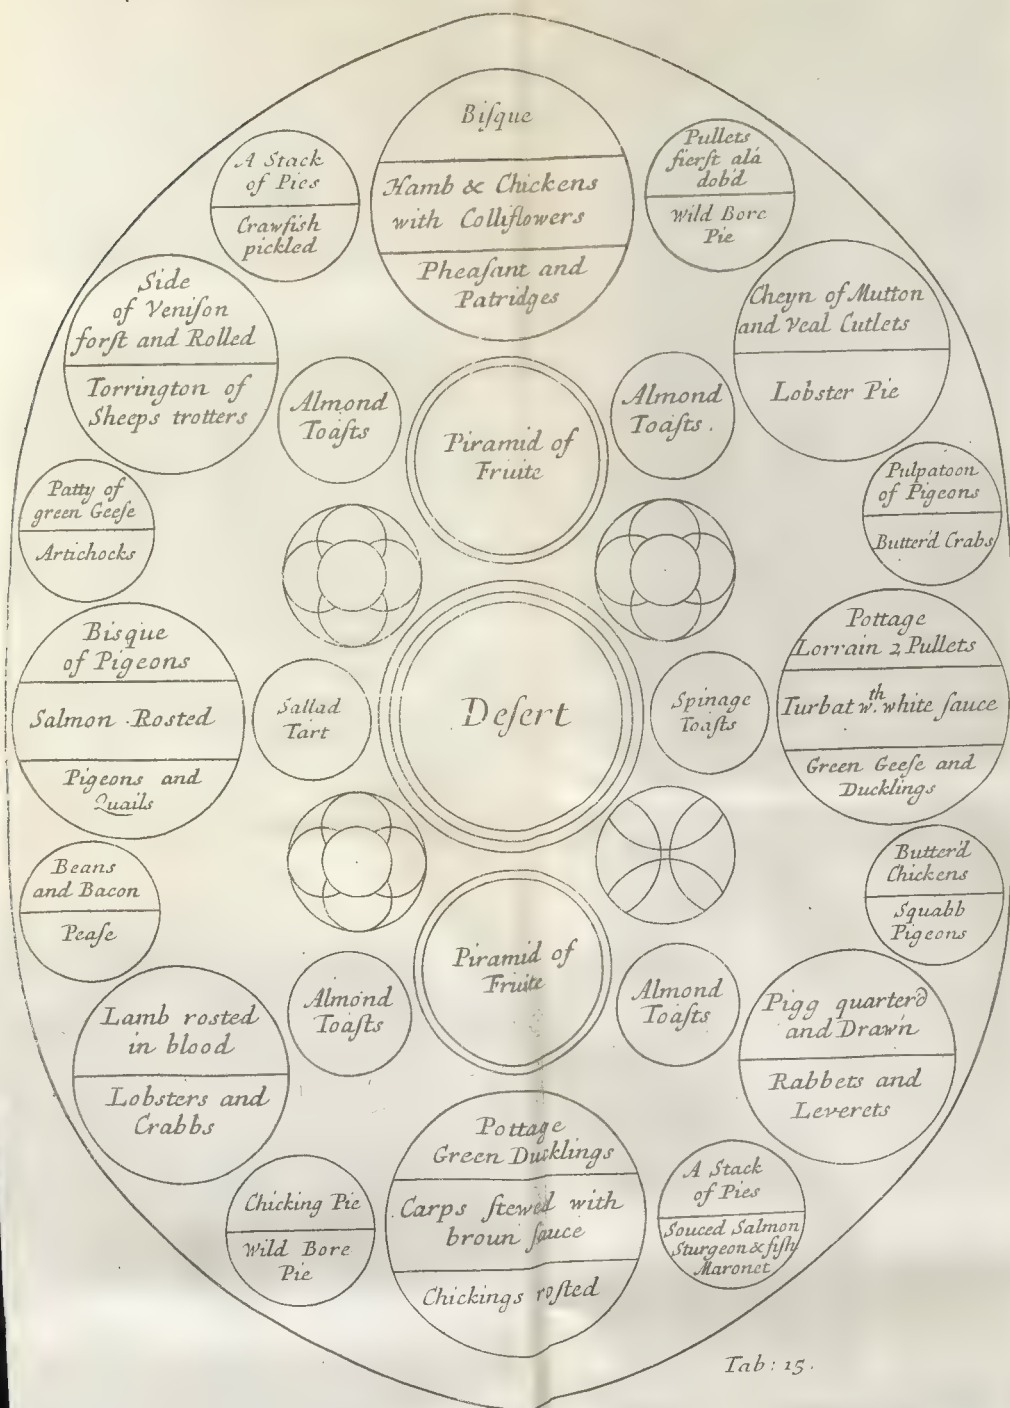 Biſque
Hamb & Chickens
with Colliflowers
Pheaſant and
Patridges
A Stack
of Pies
Crawfish
pickled
Pullets
fierſt alá
dob'd
Wild Bore
Pie
Side
of Veniſon
forſt and Rolled
Torrington of
Sheeps trotters
Cheyn of Mutton
and Veal Cutlets
Lobster Pie
Almond
Toaſts
Piramid of
Fruite
Almond
Toaſts.
Patty of
green Geeſe
Artichocks
Pulpatoon
of Pigeons
Butter'd Crabs
Bisque
of Pigeons
Salmon Rosted
Pigeons and
Quails
Sallad
Tart
Deſert
Spinage
Toaſts
Pottage
Lorrain 2 Pullets
Turbat wth. white ſauce
Green Geeſe and
Ducklings
Beans
and Bacon
Peaſe
Butter'd
Chickens
Squabb
Pigeons
Almond
Toaſts
Piramid of
Fruite
Almond
Toaſts
Lamb rosted
in blood
Lobsters and
Crabbs
Pigg quarter'd
and Drawn
Rabbets and
Leverets
Pottage
Green Ducklings
Carps ſtewed with
broun ſauce
Chickings roſted
Chicking Pie
Wild Bore
Pie
A Stack
of Pies
Souced Salmon
Sturgeon & fiſh
Maronet
Tab: 15.